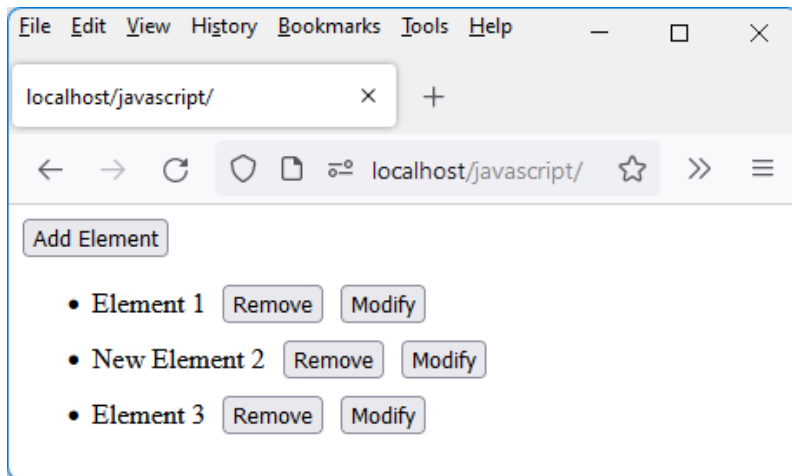 File Edit View History Bookmarks Tools Help
localhost/javascript/
localhost/javascript/
Add Element
Element 1 Remove Modify
New Element 2 Remove Modify
Element 3 Remove Modify